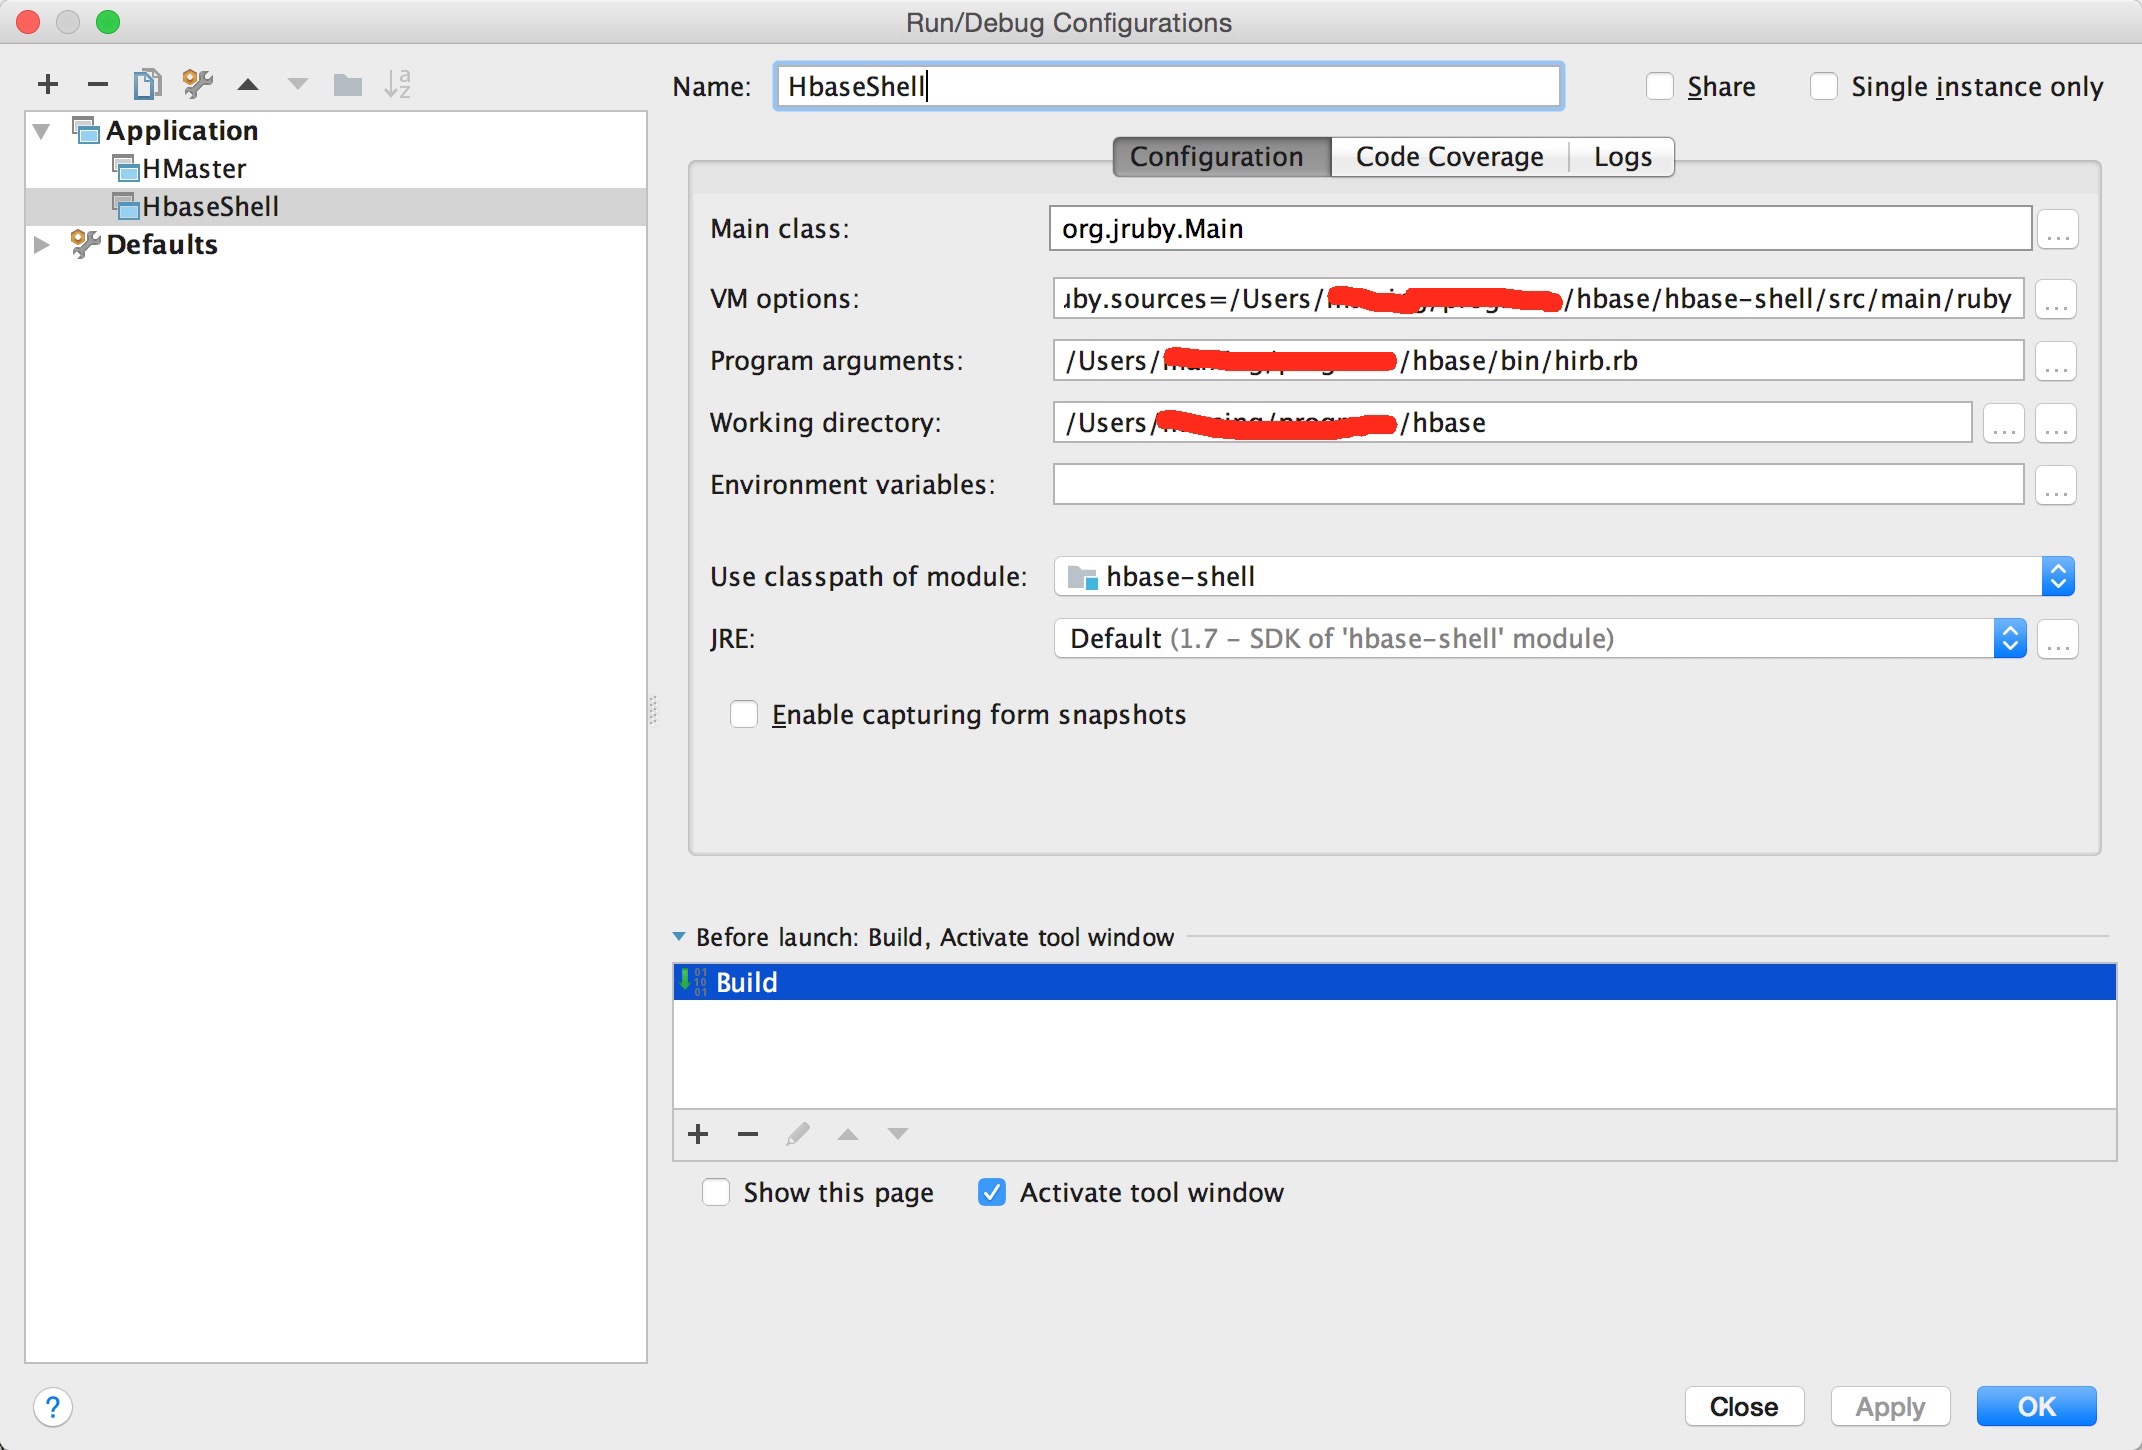 Run/Debug Configurations
Name: HbaseShell
Share
Single instance only
Application
HMaster
HbaseShell
Defaults
Configuration Code Coverage Logs
Main class: org.jruby.Main
VM options: uby.sources=/Users/ /hbase/hbase-shell/src/main/ruby
Program arguments: /Users/ /hbase/bin/hirb.rb
Working directory: /Users/ /hbase
Environment variables:
Use classpath of module: hbase-shell
JRE: Default (1.7 - SDK of 'hbase-shell' module)
Enable capturing form snapshots
Before launch: Build, Activate tool window
Build
Show this page
Activate tool window
? Close Apply OK